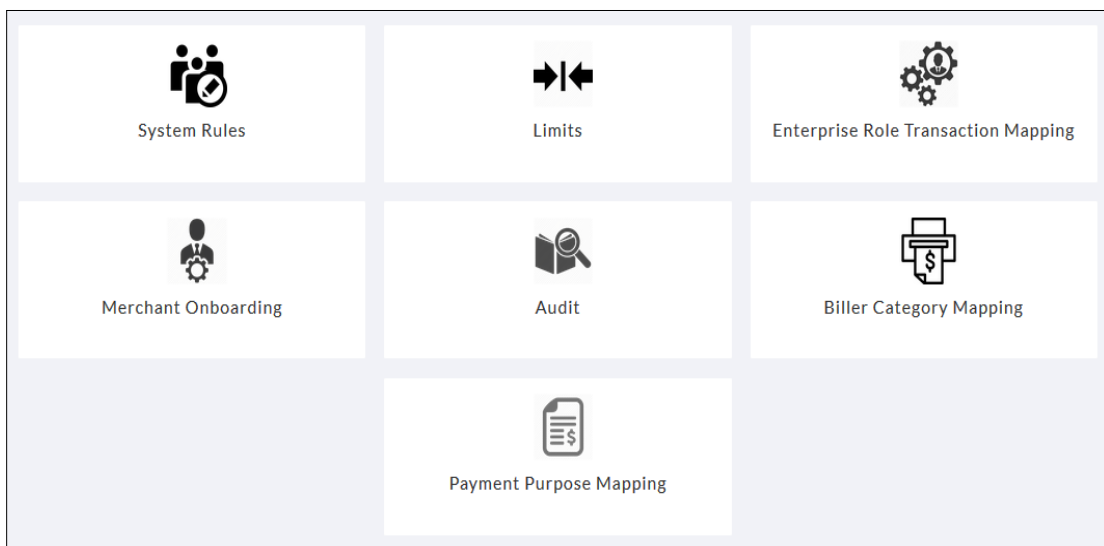 System Rules
Limits
Enterprise Role Transaction Mapping
Merchant Onboarding
Audit
$
Biller Category Mapping
$
Payment Purpose Mapping